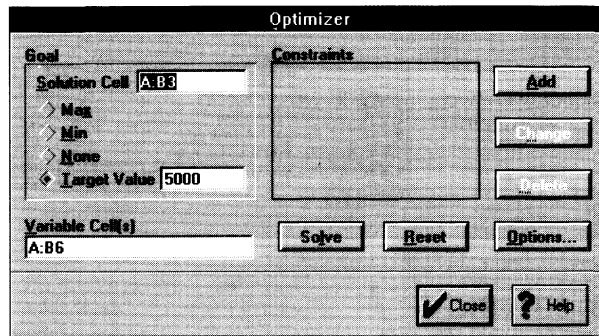 Optimizer
Goal
Solution Cell A:B3
Max
Min
None
Target Value 5000
Constraints
Add
Change
Delete
Variable Cell(s)
A:B6
Solve
Reset
Options...
Close
? Help